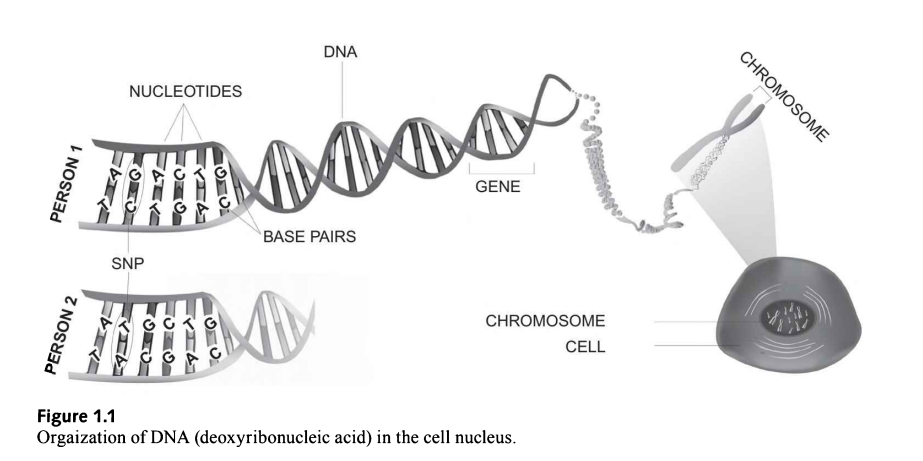 DNA
NUCLEOTIDES
CHROMOSOME
PERSON 1
A G A C T G
T C T G A C
GENE
BASE PAIRS
SNP
PERSON 2
A T G C T G
T A C G A C
CHROMOSOME
CELL
Figure 1.1
Orgaization of DNA (deoxyribonucleic acid) in the cell nucleus.